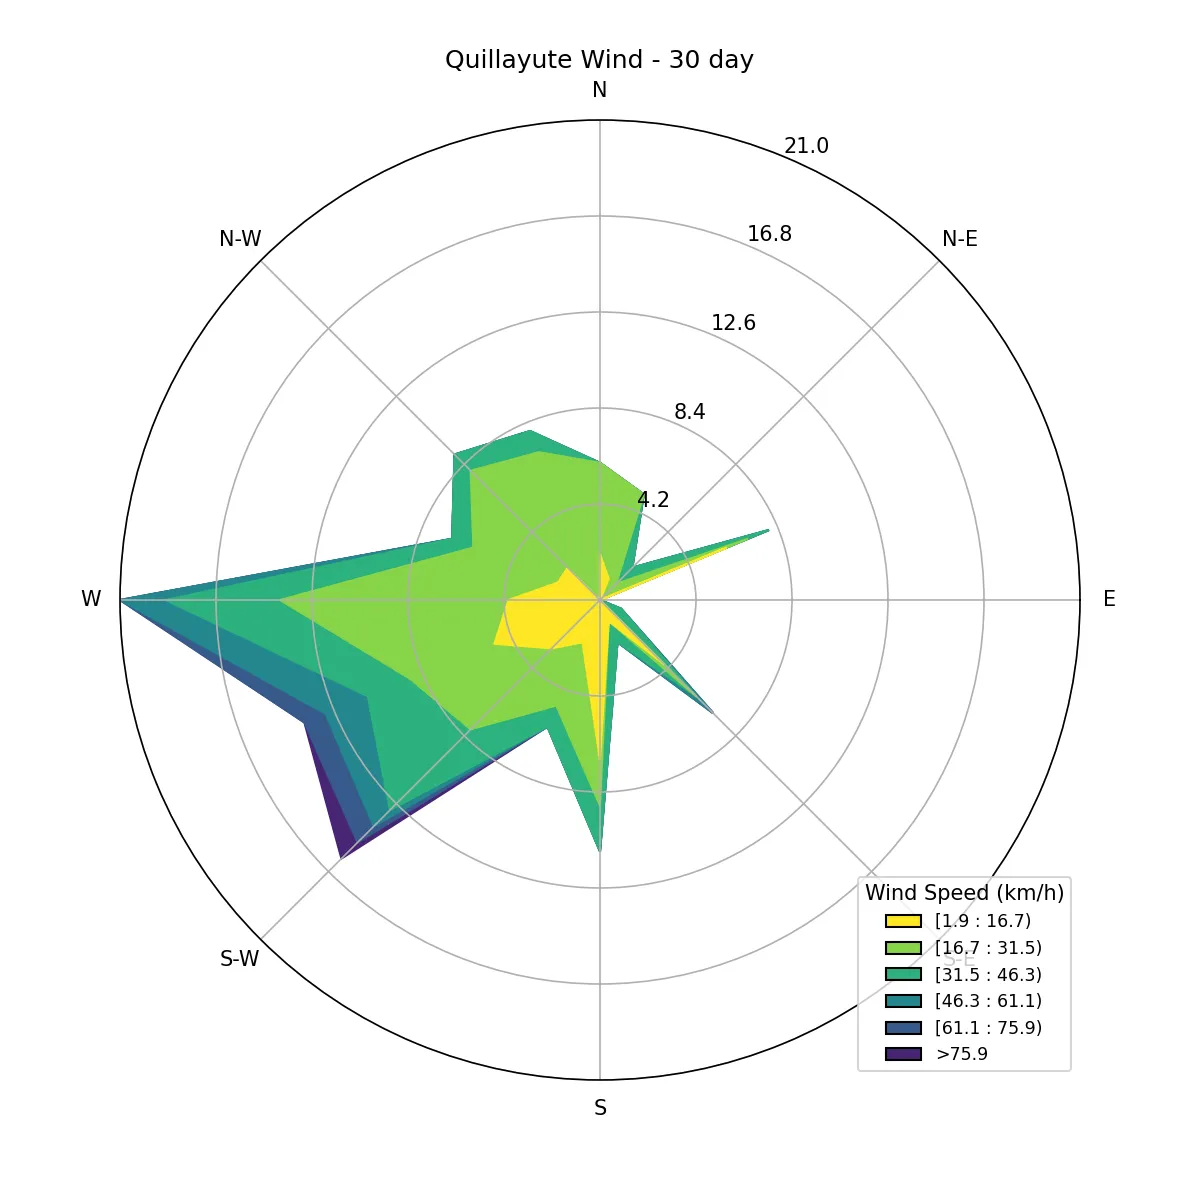 Quillayute Wind - 30 day
N
21.0
N-W
16.8
N-E
12.6
8.4
4.2
W
E
S-W
S-E
S
Wind Speed (km/h)
[1.9 : 16.7)
[16.7 : 31.5)
[31.5 : 46.3)
[46.3 : 61.1)
[61.1 : 75.9)
>75.9